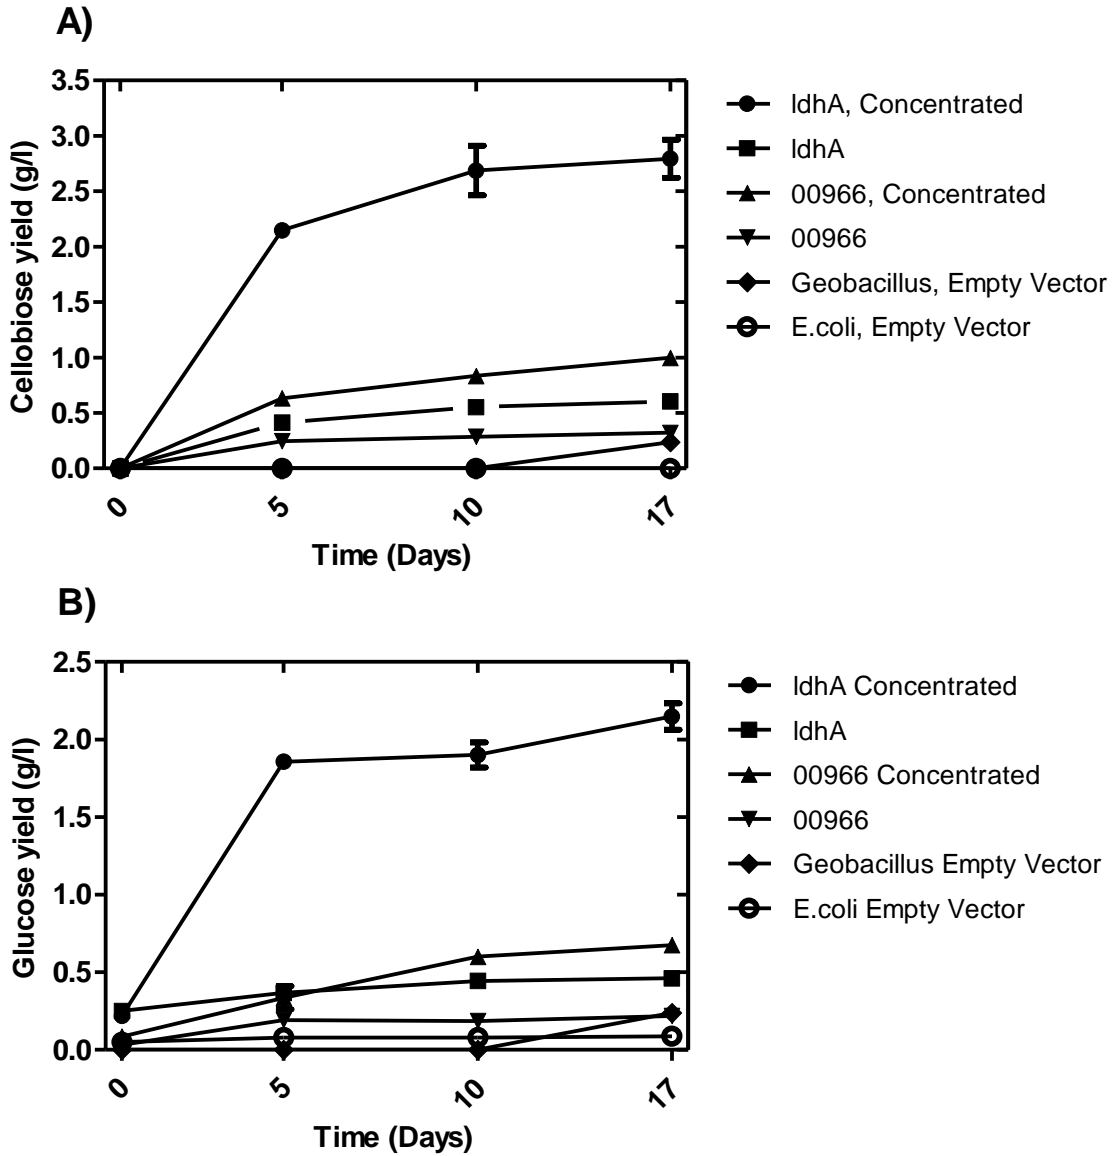 A)
Cellobiose yield (g/l)
3.5
3.0
2.5
2.0
1.5
1.0
0.5
0.0
0
5
10
17
Time (Days)
ldhA, Concentrated
ldhA
00966, Concentrated
00966
Geobacillus, Empty Vector
E.coli, Empty Vector
B)
Glucose yield (g/l)
2.5
2.0
1.5
1.0
0.5
0.0
0
5
10
17
Time (Days)
ldhA Concentrated
ldhA
00966 Concentrated
00966
Geobacillus Empty Vector
E.coli Empty Vector